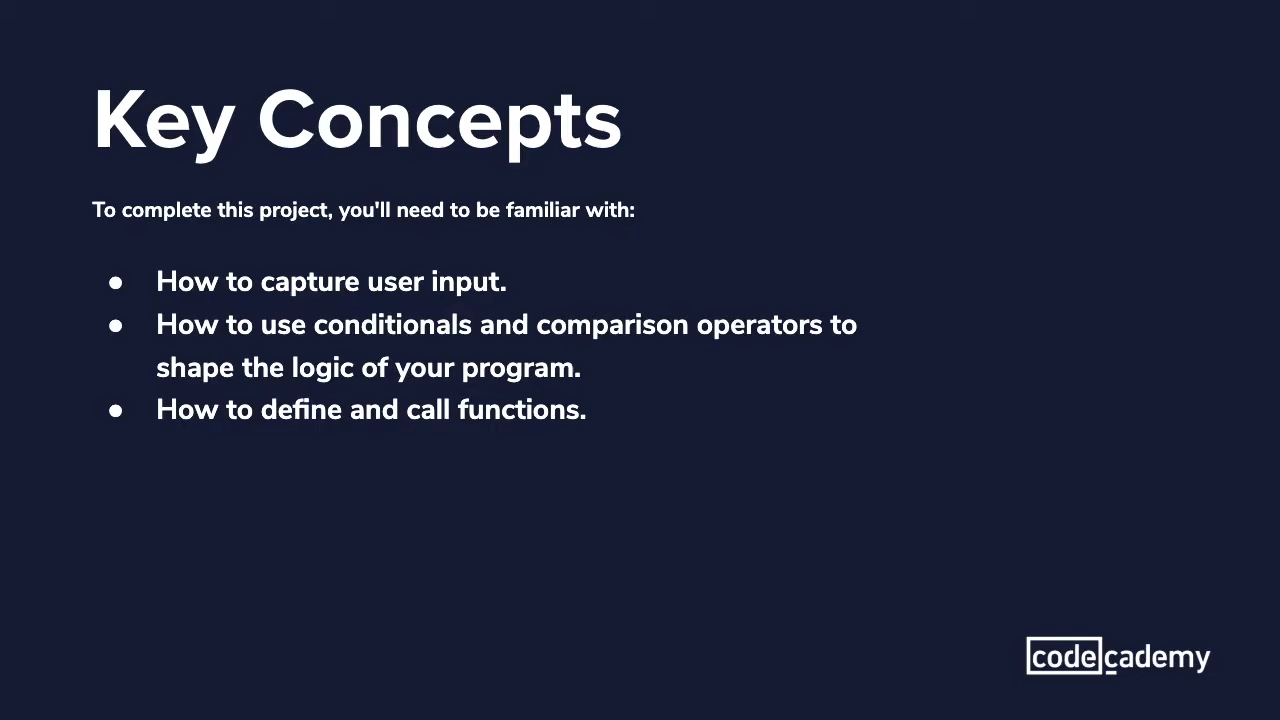 Key Concepts
To complete this project, you'll need to be familiar with:
● How to capture user input.
● How to use conditionals and comparison operators to
shape the logic of your program.
● How to define and call functions.
codecademy